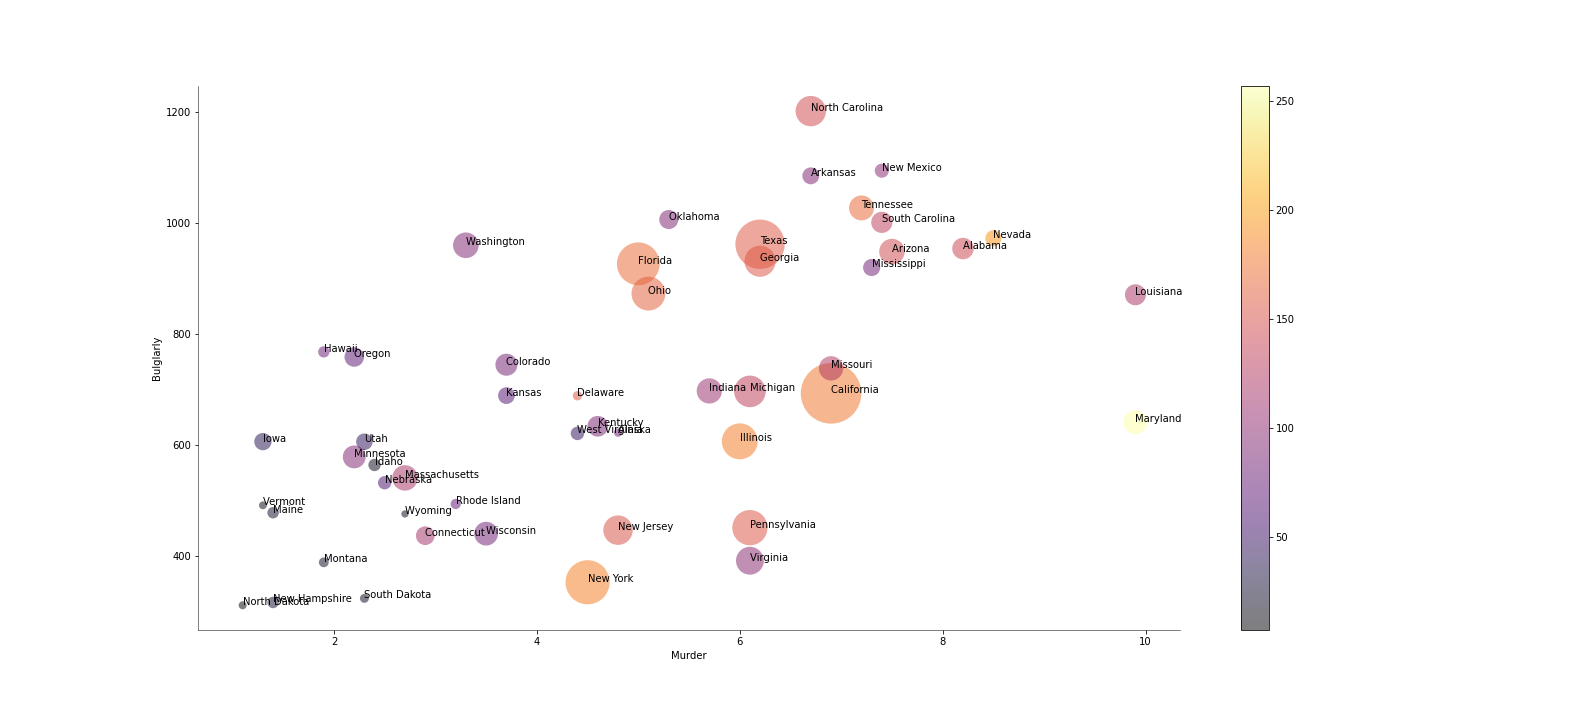 1200
1000
800
600
400
Bulglarly
2
4
6
8
10
Murder
250
200
150
100
50
North Carolina
Arkansas
New Mexico
Tennessee
Oklahoma
South Carolina
Nevada
Washington
Texas
Alabama
Arizona
Georgia
Florida
Mississippi
Ohio
Louisiana
Hawaii
Oregon
Colorado
Missouri
Indiana
Michigan
California
Kansas
Delaware
Kentucky
West Virginia
Alaska
Maryland
Iowa
Utah
Illinois
Minnesota
Idaho
Massachusetts
Nebraska
Vermont
Maine
Wyoming
Rhode Island
Connecticut
Wisconsin
New Jersey
Pennsylvania
Montana
Virginia
New York
South Dakota
New Hampshire
North Dakota